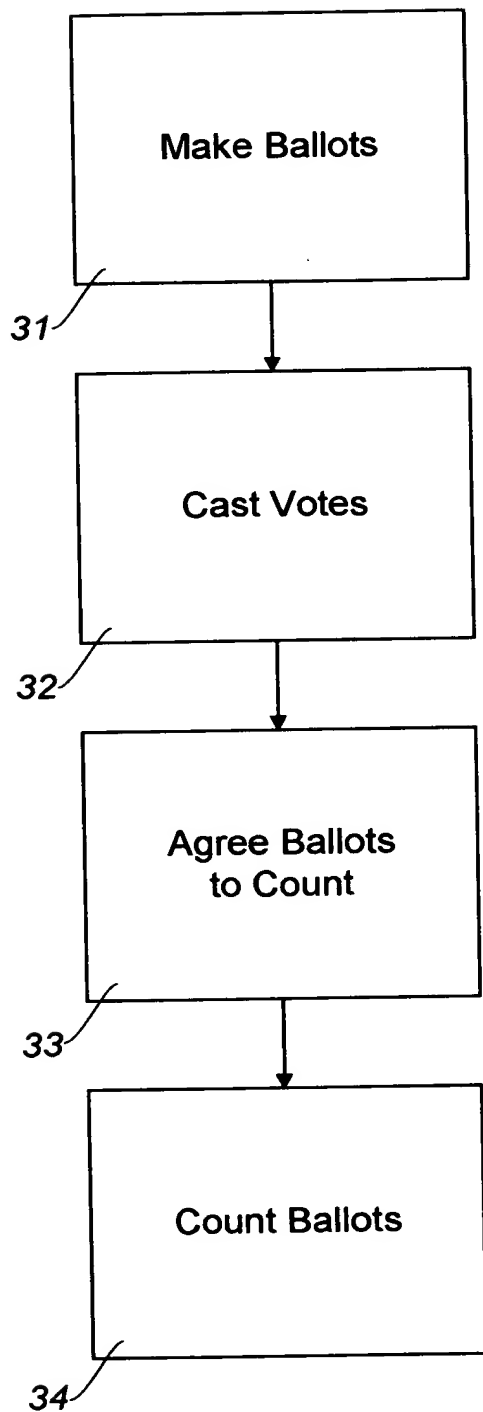 Make Ballots
31
Cast Votes
32
Agree Ballots
to Count
33
Count Ballots
34